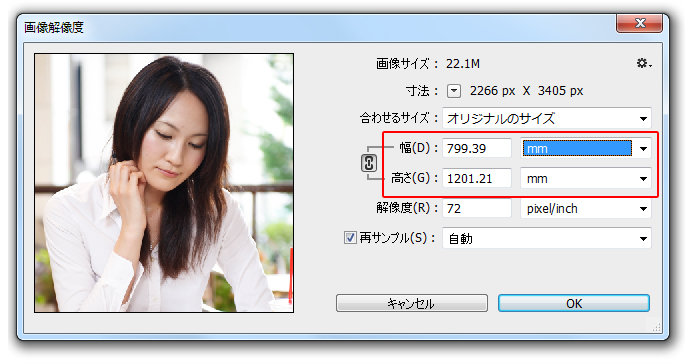 画像解像度
画像サイズ： 22.1M
寸法： 2266 px X 3405 px
合わせるサイズ： オリジナルのサイズ
幅(D)： 799.39 mm
高さ(G)： 1201.21 mm
解像度(R)： 72 pixel/inch
再サンプル(S)： 自動
キャンセル OK